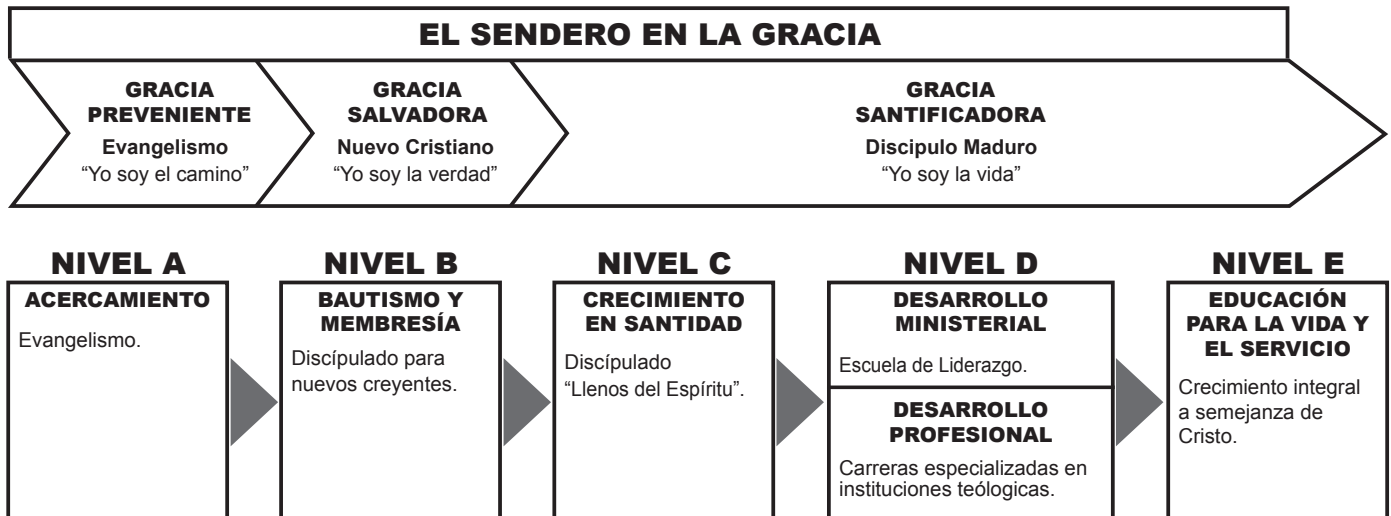 EL SENDERO EN LA GRACIA
GRACIA
PREVENIENTE
Evangelismo
“Yo soy el camino”
GRACIA
SALVADORA
Nuevo Cristiano
“Yo soy la verdad”
GRACIA
SANTIFICADORA
Discipulo Maduro
“Yo soy la vida”
NIVEL A
ACERCAMIENTO
Evangelismo.
NIVEL B
BAUTISMO Y
MEMBRESÍA
Discípulado para
nuevos creyentes.
NIVEL C
CRECIMIENTO
EN SANTIDAD
Discípulado
“Llenos del Espíritu”.
NIVEL D
DESARROLLO
MINISTERIAL
Escuela de Liderazgo.
DESARROLLO
PROFESIONAL
Carreras especializadas en
instituciones teólogicas.
NIVEL E
EDUCACIÓN
PARA LA VIDA Y
EL SERVICIO
Crecimiento integral
a semejanza de
Cristo.